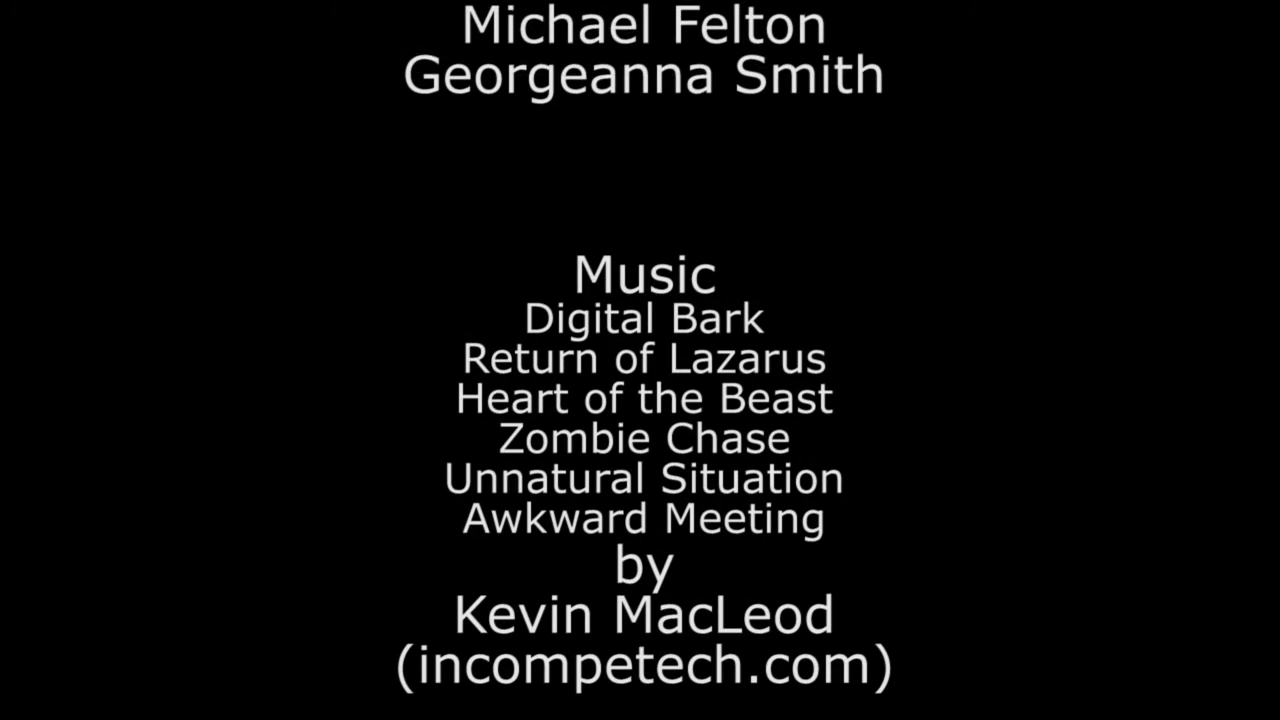 Michael Felton
Georgeanna Smith
Music
Digital Bark
Return of Lazarus
Heart of the Beast
Zombie Chase
Unnatural Situation
Awkward Meeting
by
Kevin MacLeod
(incompetech.com)